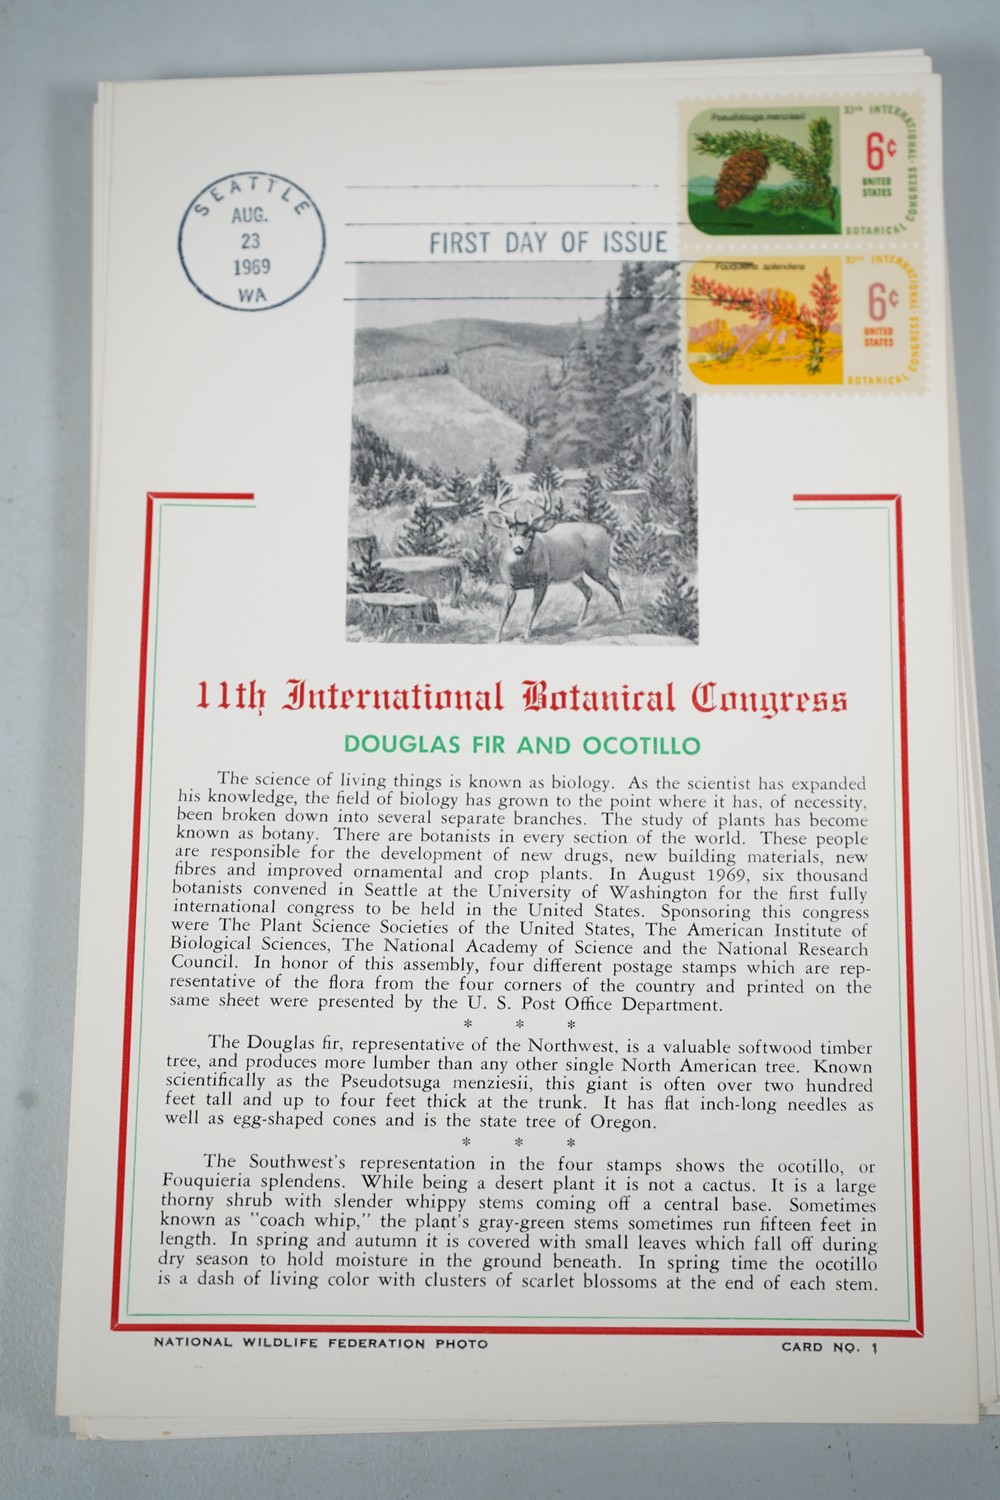 SEATTLE
AUG.
23
1969
WA
FIRST DAY OF ISSUE
Pseudotsuga menziesii
XIth INTERNATIONAL BOTANICAL CONGRESS
6¢
UNITED
STATES
Fouquieria splendens
XIth INTERNATIONAL BOTANICAL CONGRESS
6¢
UNITED
STATES
11th International Botanical Congress
DOUGLAS FIR AND OCOTILLO
The science of living things is known as biology. As the scientist has expanded
his knowledge, the field of biology has grown to the point where it has, of necessity,
been broken down into several separate branches. The study of plants has become
known as botany. There are botanists in every section of the world. These people
are responsible for the development of new drugs, new building materials, new
fibres and improved ornamental and crop plants. In August 1969, six thousand
botanists convened in Seattle at the University of Washington for the first fully
international congress to be held in the United States. Sponsoring this congress
were The Plant Science Societies of the United States, The American Institute of
Biological Sciences, The National Academy of Science and the National Research
Council. In honor of this assembly, four different postage stamps which are rep-
resentative of the flora from the four corners of the country and printed on the
same sheet were presented by the U. S. Post Office Department.
* * *
The Douglas fir, representative of the Northwest, is a valuable softwood timber
tree, and produces more lumber than any other single North American tree. Known
scientifically as the Pseudotsuga menziesii, this giant is often over two hundred
feet tall and up to four feet thick at the trunk. It has flat inch-long needles as
well as egg-shaped cones and is the state tree of Oregon.
* * *
The Southwest's representation in the four stamps shows the ocotillo, or
Fouquieria splendens. While being a desert plant it is not a cactus. It is a large
thorny shrub with slender whippy stems coming off a central base. Sometimes
known as "coach whip," the plant's gray-green stems sometimes run fifteen feet in
length. In spring and autumn it is covered with small leaves which fall off during
dry season to hold moisture in the ground beneath. In spring time the ocotillo
is a dash of living color with clusters of scarlet blossoms at the end of each stem.
NATIONAL WILDLIFE FEDERATION PHOTO
CARD NO. 1